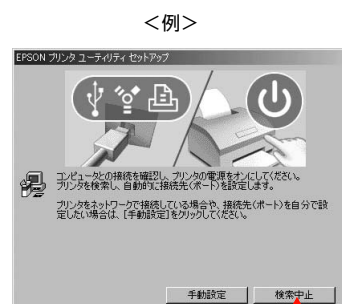 ＜例＞
EPSON プリンタ ユーティリティ セットアップ
コンピュータとの接続を確認し、プリンタの電源をオンにしてください。
プリンタを検索し、自動的に接続先(ポート)を設定します。
プリンタをネットワークで接続している場合や、接続先(ポート)を自分で設
定したい場合は、[手動設定]をクリックしてください。
手動設定
検索中止